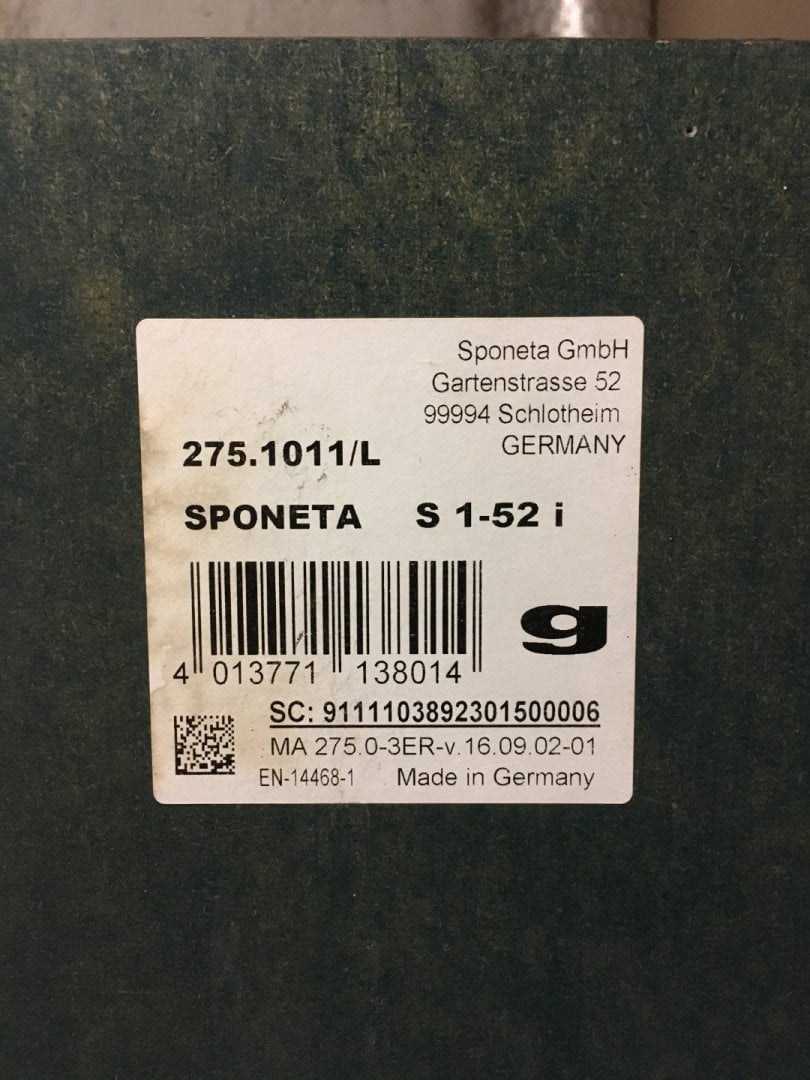 Sponeta GmbH
Gartenstrasse 52
99994 Schlotheim
GERMANY
275.1011/L
SPONETA S 1-52 i
g
4 013771 138014
SC: 9111103892301500006
MA 275.0-3ER-v.16.09.02-01
EN-14468-1 Made in Germany